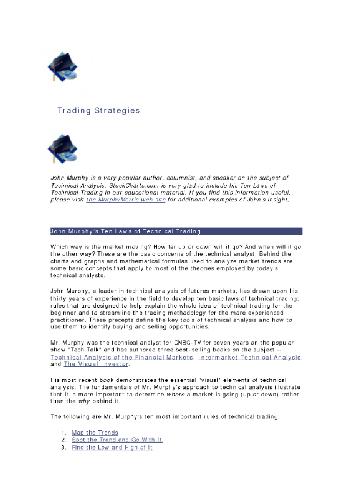 Trading Strategies
John Murphy is a very popular author, columnist, and speaker on the subject of
Technical Analysis. StockCharts.com is very glad to include his Ten Laws of
Technical Trading in our educational material. If you find this information useful,
please visit the MurphyMorris Web site for additional examples of John's insight.
John Murphy's Ten Laws of Technical Trading
Which way is the market moving? How far up or down will it go? And when will it go
the other way? These are the basic concerns of the technical analyst. Behind the
charts and graphs and mathematical formulas used to analyze market trends are
some basic concepts that apply to most of the theories employed by today's
technical analysts.
John Murphy, a leader in technical analysis of futures markets, has drawn upon his
thirty years of experience in the field to develop ten basic laws of technical trading:
rules that are designed to help explain the whole idea of technical trading for the
beginner and to streamline the trading methodology for the more experienced
practitioner. These precepts define the key tools of technical analysis and how to
use them to identify buying and selling opportunities.
Mr. Murphy was the technical analyst for CNBC-TV for seven years on the popular
show "Tech Talk" and has authored three best-selling books on the subject --
Technical Analysis of the Financial Markets, Intermarket Technical Analysis
and The Visual Investor.
His most recent book demonstrates the essential "visual" elements of technical
analysis. The fundamentals of Mr. Murphy's approach to technical analysis illustrate
that it is more important to determine where a market is going (up or down) rather
than the why behind it.
The following are Mr. Murphy's ten most important rules of technical trading:
1. Map the Trends
2. Spot the Trend and Go With It
3. Find the Low and High of It